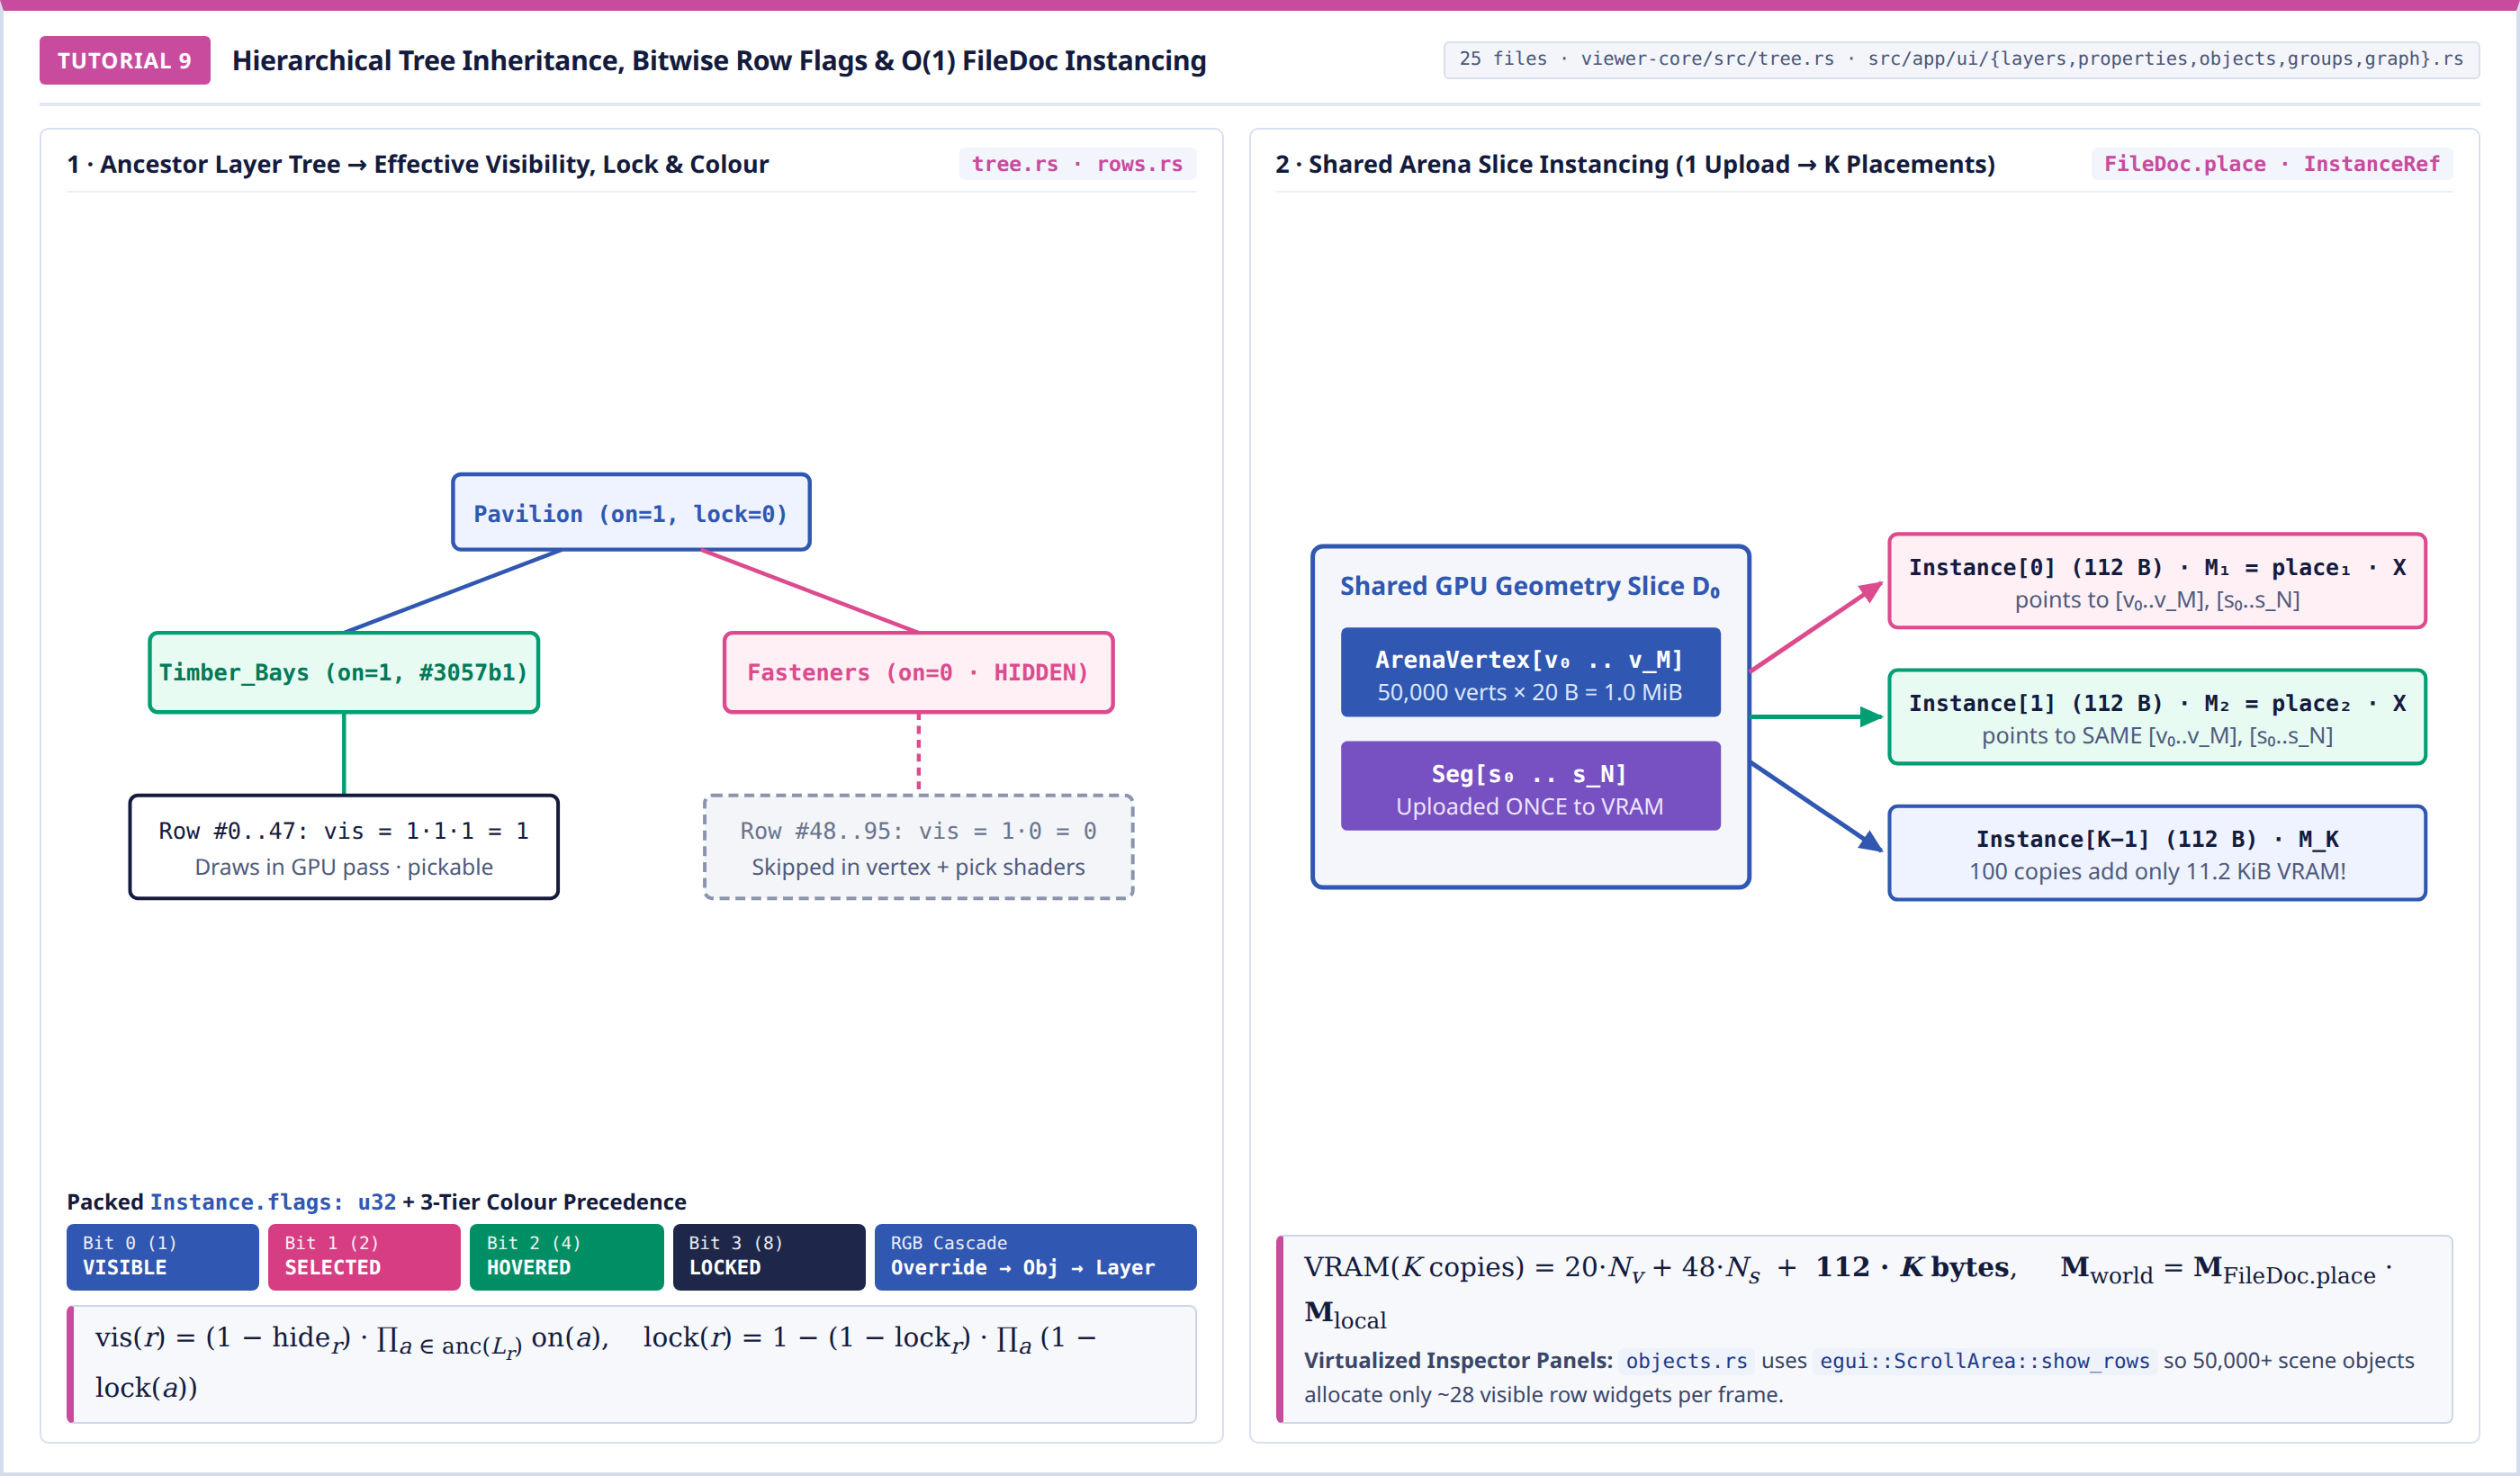 TUTORIAL 9
Hierarchical Tree Inheritance, Bitwise Row Flags & O(1) FileDoc Instancing
25 files · viewer-core/src/tree.rs · src/app/ui/{layers,properties,objects,groups,graph}.rs
1 · Ancestor Layer Tree → Effective Visibility, Lock & Colour
tree.rs · rows.rs
Pavilion (on=1, lock=0)
Timber_Bays (on=1, #3057b1)
Fasteners (on=0 · HIDDEN)
Row #0..47: vis = 1·1·1 = 1
Draws in GPU pass · pickable
Row #48..95: vis = 1·0 = 0
Skipped in vertex + pick shaders
Packed Instance.flags: u32 + 3-Tier Colour Precedence
Bit 0 (1)
VISIBLE
Bit 1 (2)
SELECTED
Bit 2 (4)
HOVERED
Bit 3 (8)
LOCKED
RGB Cascade
Override → Obj → Layer
vis(r) = (1 − hide_r) · ∏_{a ∈ anc(L_r)} on(a), lock(r) = 1 − (1 − lock_r) · ∏_a (1 −
lock(a))
2 · Shared Arena Slice Instancing (1 Upload → K Placements)
FileDoc.place · InstanceRef
Shared GPU Geometry Slice D₀
ArenaVertex[v₀ .. v_M]
50,000 verts × 20 B = 1.0 MiB
Seg[s₀ .. s_N]
Uploaded ONCE to VRAM
Instance[0] (112 B) · M₁ = place₁ · X
points to [v₀..v_M], [s₀..s_N]
Instance[1] (112 B) · M₂ = place₂ · X
points to SAME [v₀..v_M], [s₀..s_N]
Instance[K−1] (112 B) · M_K
100 copies add only 11.2 KiB VRAM!
VRAM(K copies) = 20·N_v + 48·N_s + 112 · K bytes, M_world = M_FileDoc.place ·
M_local
Virtualized Inspector Panels: objects.rs uses egui::ScrollArea::show_rows so 50,000+ scene objects
allocate only ~28 visible row widgets per frame.